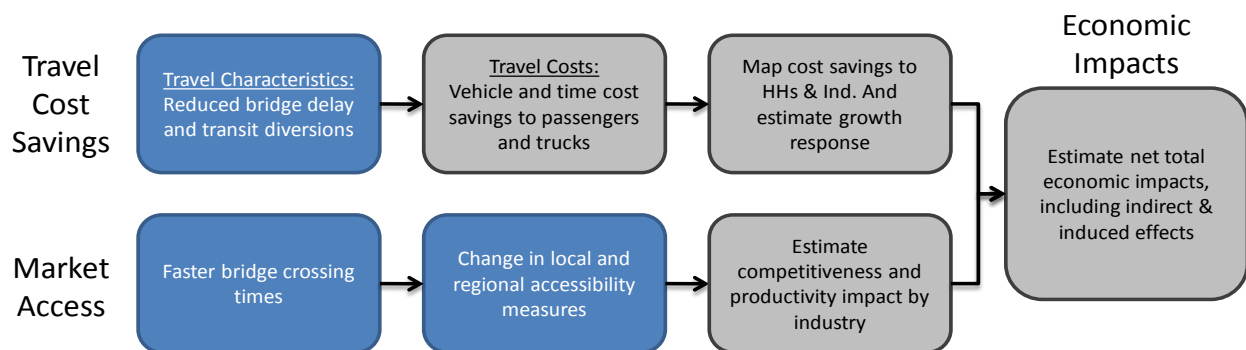 Economic
Impacts
Travel
Cost
Savings
Travel Characteristics:
Reduced bridge delay
and transit diversions
Travel Costs:
Vehicle and time cost
savings to passengers
and trucks
Map cost savings to
HHs & Ind. And
estimate growth
response
Estimate net total
economic impacts,
including indirect &
induced effects
Market
Access
Faster bridge crossing
times
Change in local and
regional accessibility
measures
Estimate
competitiveness and
productivity impact by
industry